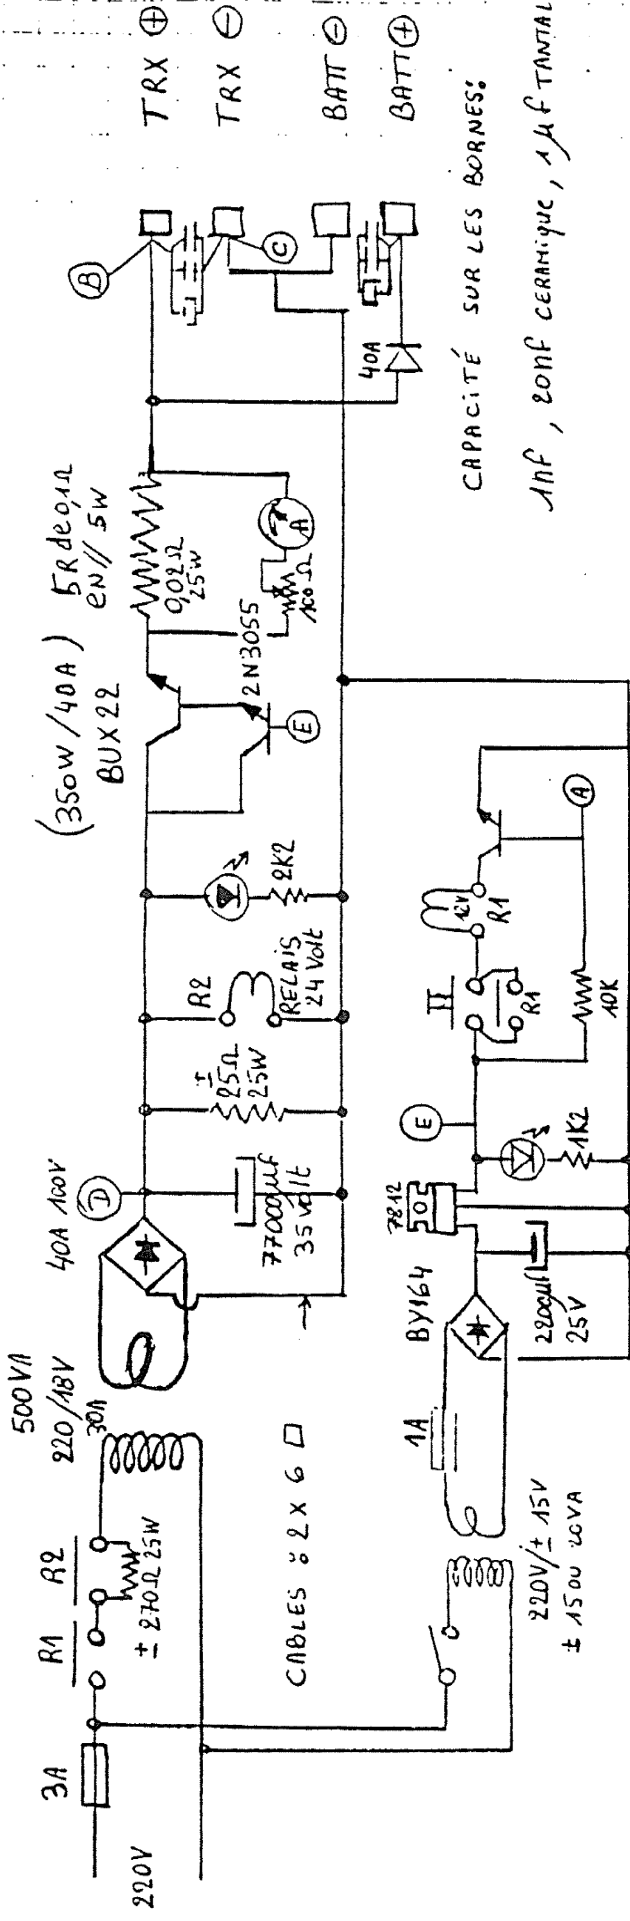 220V
3A
R1
R2
± 270Ω 25W
500VA
220/18V
30A
40A 100V
D
77000µf
35 volt
±
25Ω
25W
R2
RELAIS
24 Volt
2K2
(350W/40A)
BUX22
2N3055
E
5R de 0,1Ω
EN// 5W
0,02Ω
25W
100Ω
A
B
C
40A
TRX +
TRX -
BATT -
BATT +
CABLES : 2 X 6 □
220V/± 15V
± 15 OU 20VA
1A
BY164
2200µf
25V
7812
E
1K2
II
R1
12V
R1
10K
A
CAPACITÉ SUR LES BORNES:
1nf, 20nf CERAMIQUE, 1µf TANTAL